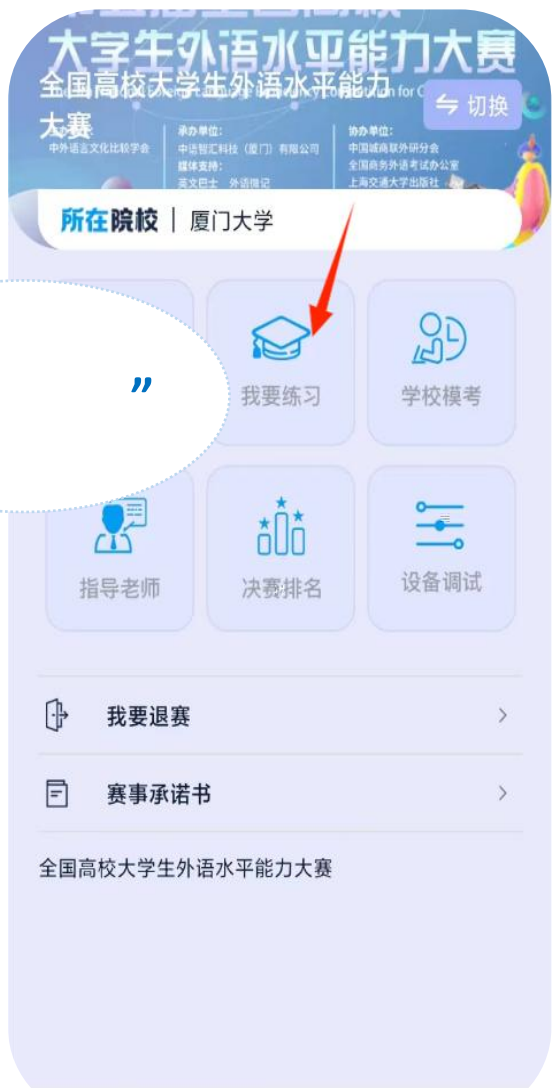 大学生外语水平能力大赛
全国高校大学生外语水平能力
大赛
切换
承办单位:
协办单位:
中外语言文化比较学会
中语智汇科技（厦门）有限公司
中国城商联外研分会
媒体支持:
全国商务外语考试办公室
英文巴士 外语微记
上海交通大学出版社
所在院校｜厦门大学
”
我要练习
学校模考
指导老师
决赛排名
设备调试
我要退赛
赛事承诺书
全国高校大学生外语水平能力大赛